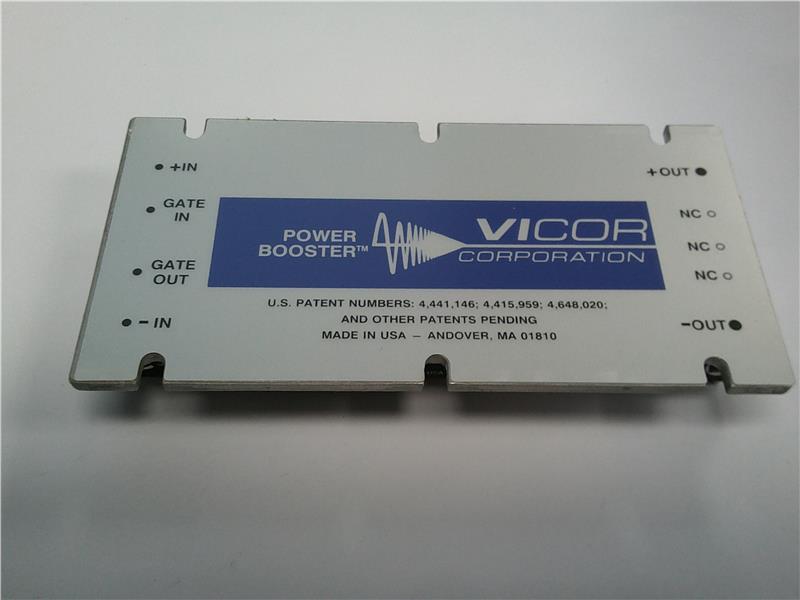 +IN
GATE
IN
GATE
OUT
-IN
POWER
BOOSTER™
VICOR
CORPORATION
U.S. PATENT NUMBERS: 4,441,146; 4,415,959; 4,648,020;
AND OTHER PATENTS PENDING
MADE IN USA – ANDOVER, MA 01810
+OUT
NC
NC
NC
-OUT